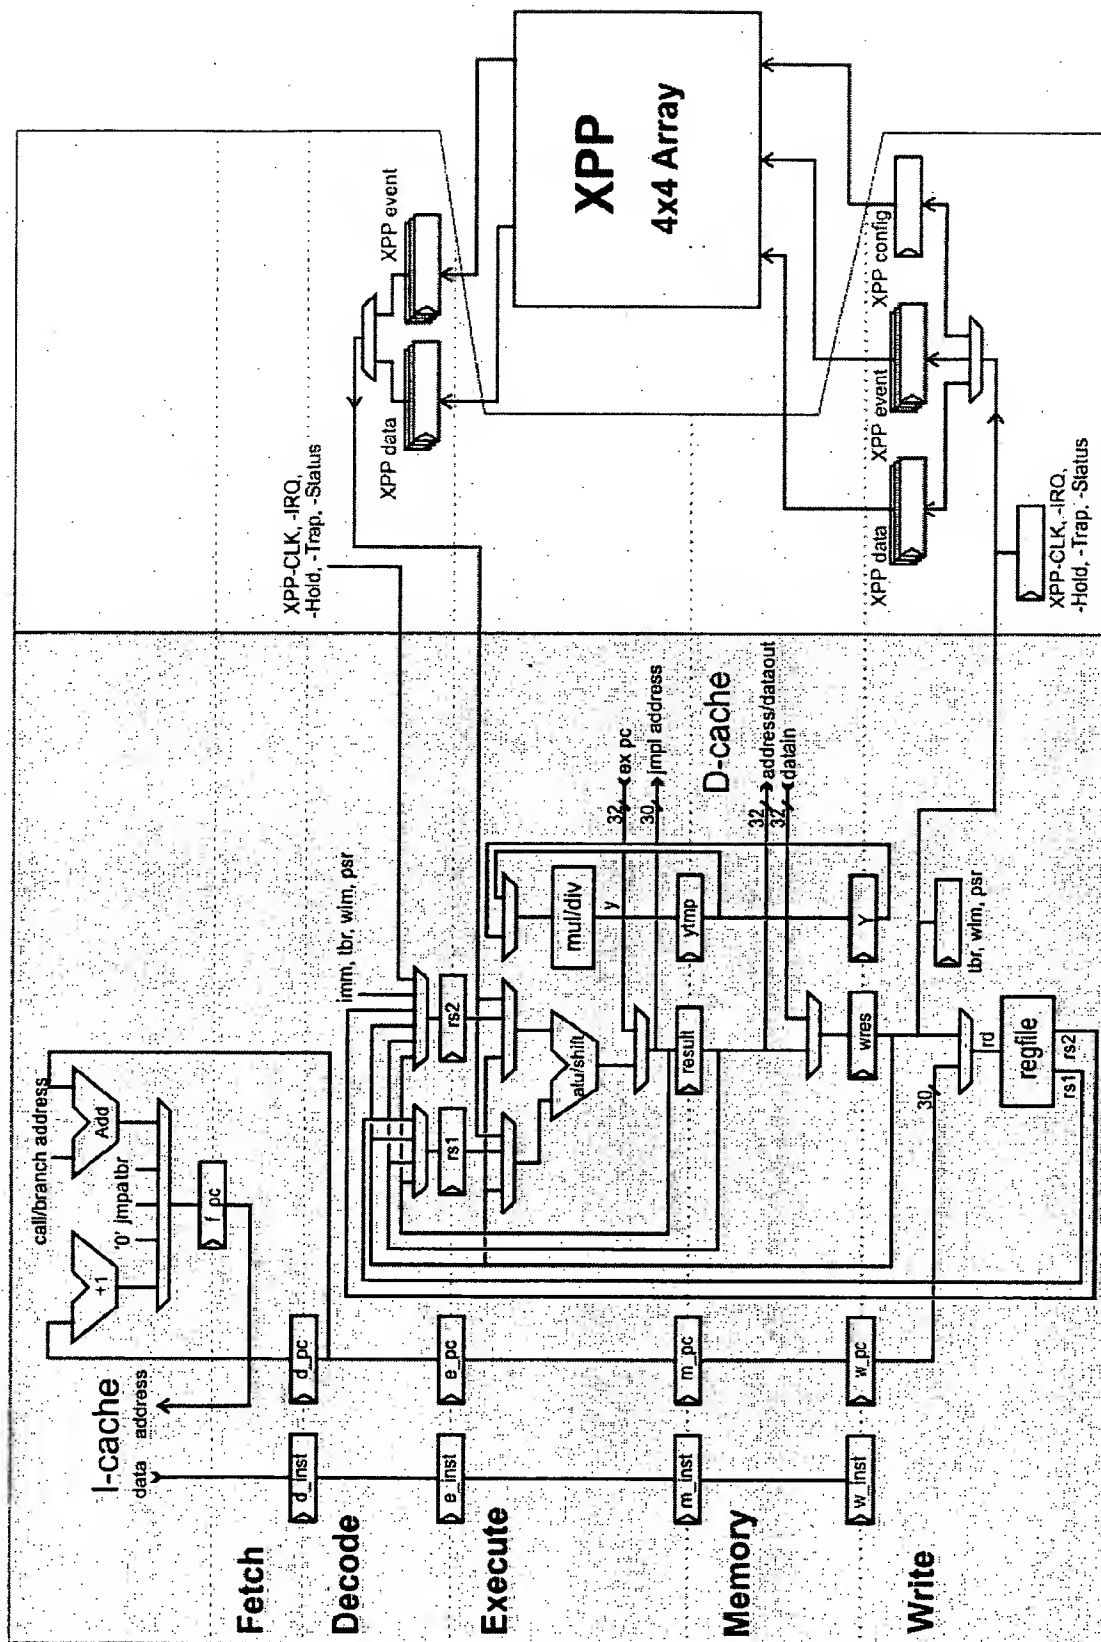 I-cache
data address
call/branch address
+1
Add
'0' jmpa tbr
f_pc
Fetch
d_inst
d_pc
Decode
imm, tbr, wim, psr
XPP-CLK, -IRQ,
-Hold, -Trap, -Status
XPP data
XPP event
e_inst
e_pc
rs1
rs2
Execute
alu/shift
mul/div
y
32
ex pc
30
jmpl address
XPP
4x4 Array
m_inst
m_pc
result
ytmp
Memory
D-cache
32
address/dataout
32
datain
w_inst
w_pc
wres
Y
XPP data
XPP event
XPP config
Write
30
rd
tbr, wim, psr
regfile
rs1 rs2
XPP-CLK, -IRQ,
-Hold, -Trap, -Status